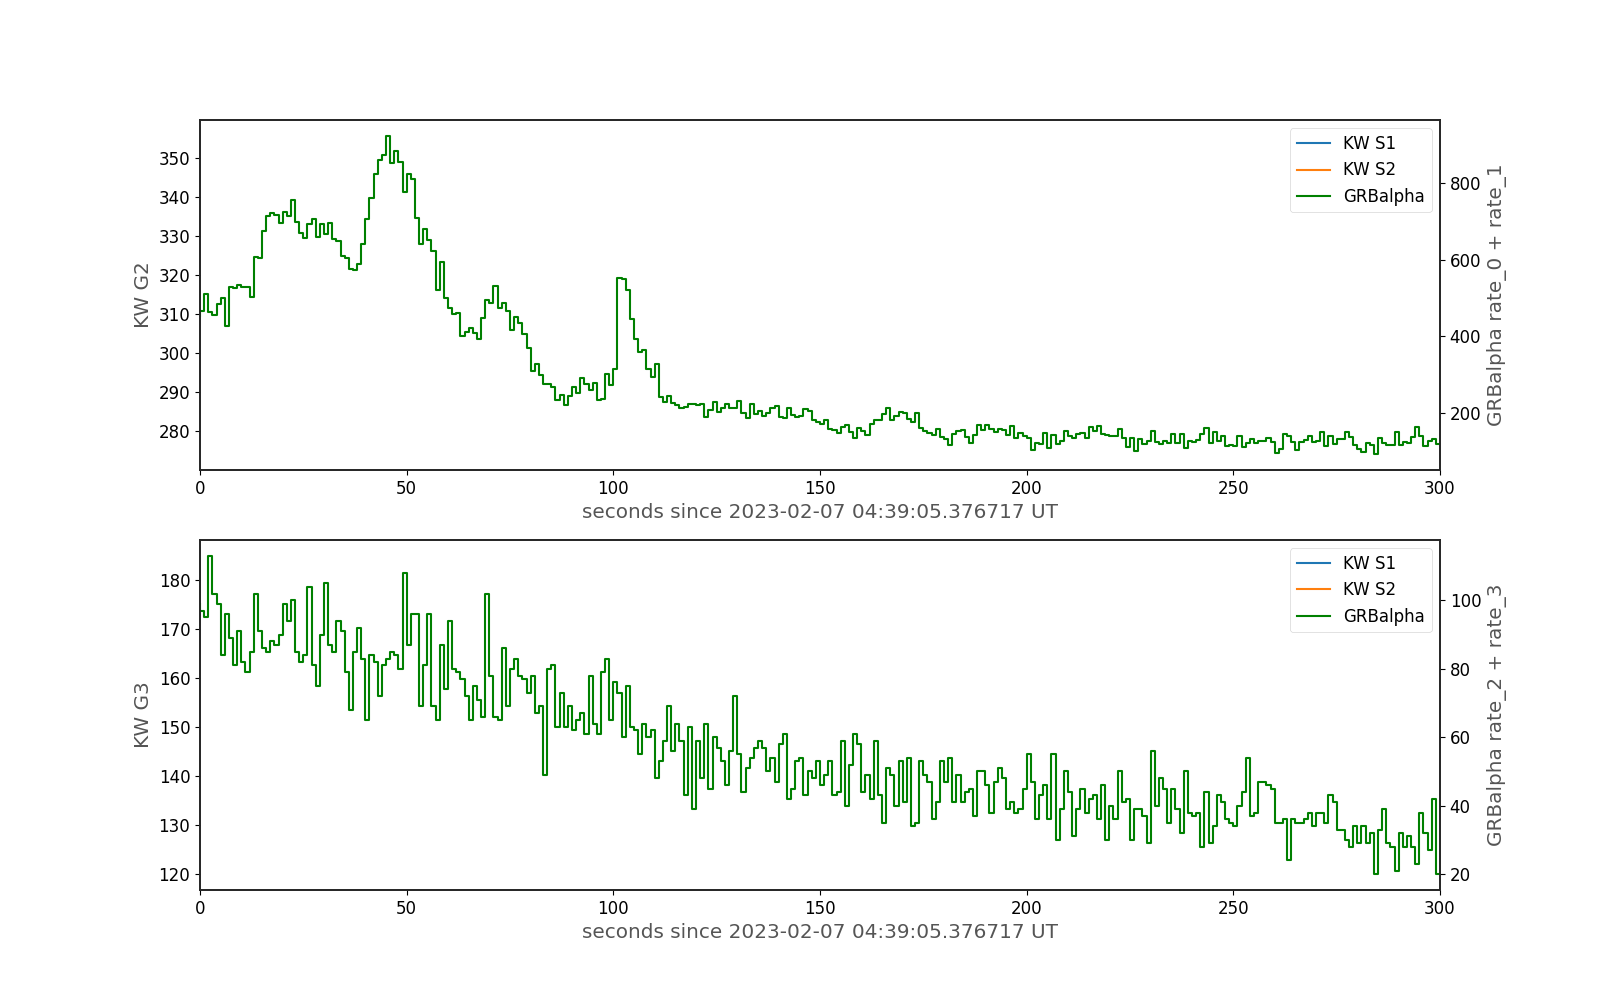 350
340
330
320
310
300
290
280
KW G2
800
600
400
200
GRBalpha rate_0 + rate_1
KW S1
KW S2
GRBalpha
0 50 100 150 200 250 300
seconds since 2023-02-07 04:39:05.376717 UT
180
170
160
150
140
130
120
KW G3
100
80
60
40
20
GRBalpha rate_2 + rate_3
KW S1
KW S2
GRBalpha
0 50 100 150 200 250 300
seconds since 2023-02-07 04:39:05.376717 UT